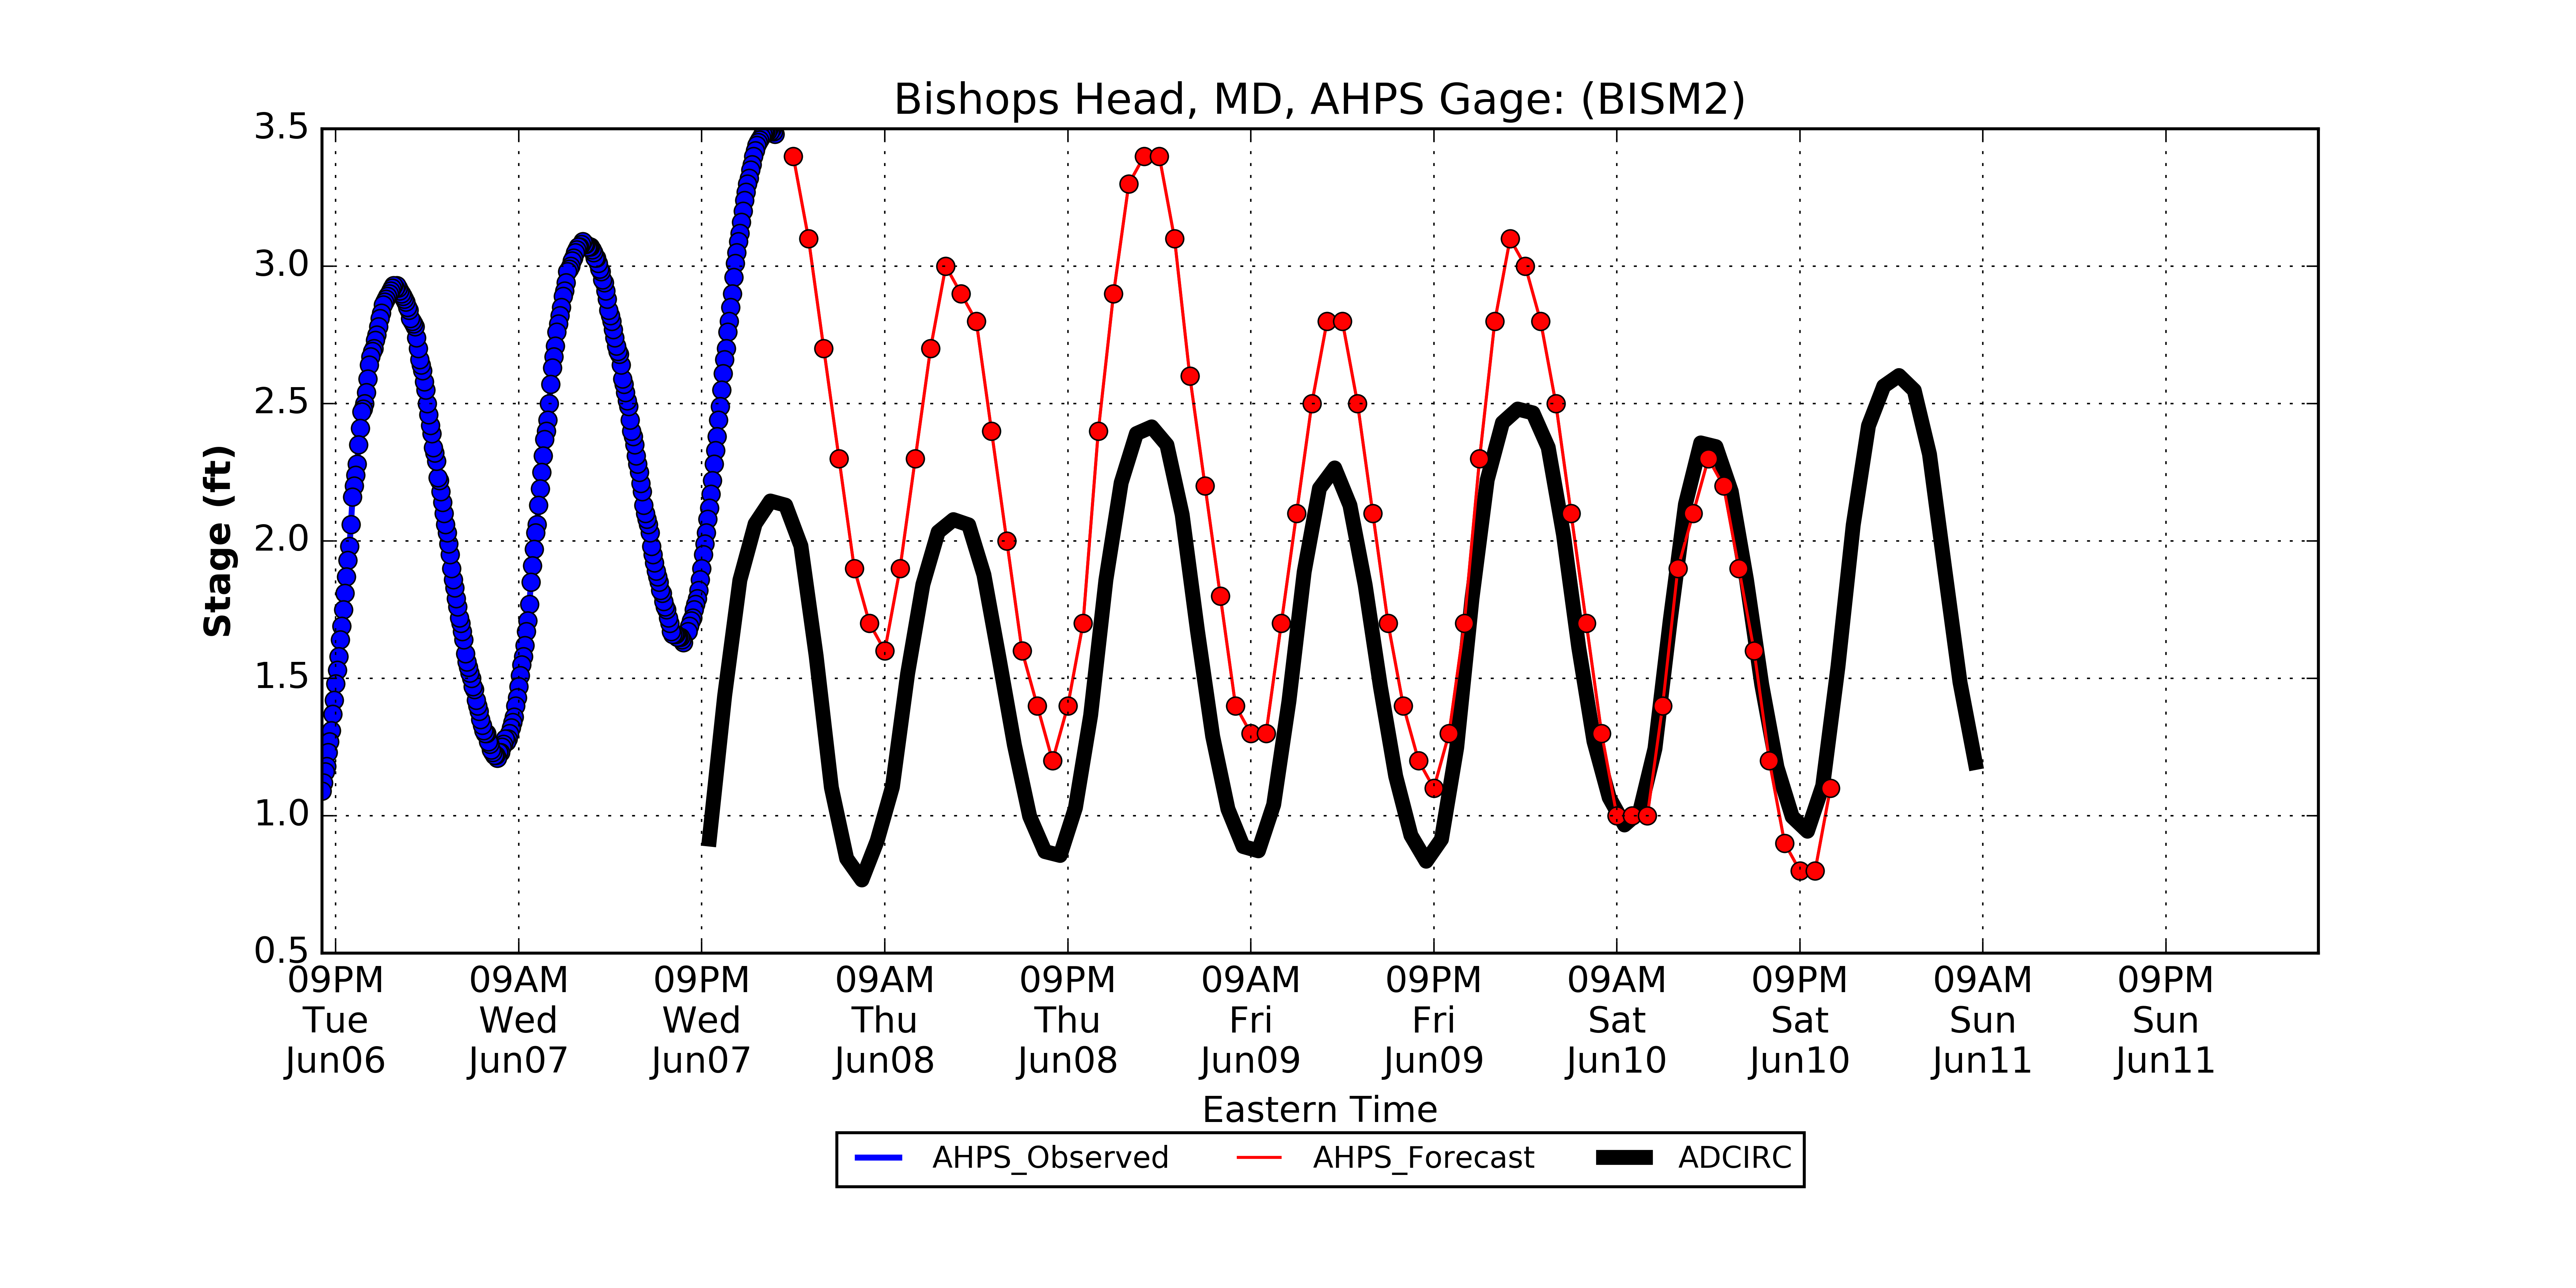 Bishops Head, MD, AHPS Gage: (BISM2)
Stage (ft)
3.5
3.0
2.5
2.0
1.5
1.0
0.5
09PM 09AM 09PM 09AM 09PM 09AM 09PM 09AM 09PM 09AM 09PM
Tue Wed Wed Thu Thu Fri Fri Sat Sat Sun Sun
Jun06 Jun07 Jun07 Jun08 Jun08 Jun09 Jun09 Jun10 Jun10 Jun11 Jun11
Eastern Time
AHPS_Observed AHPS_Forecast ADCIRC